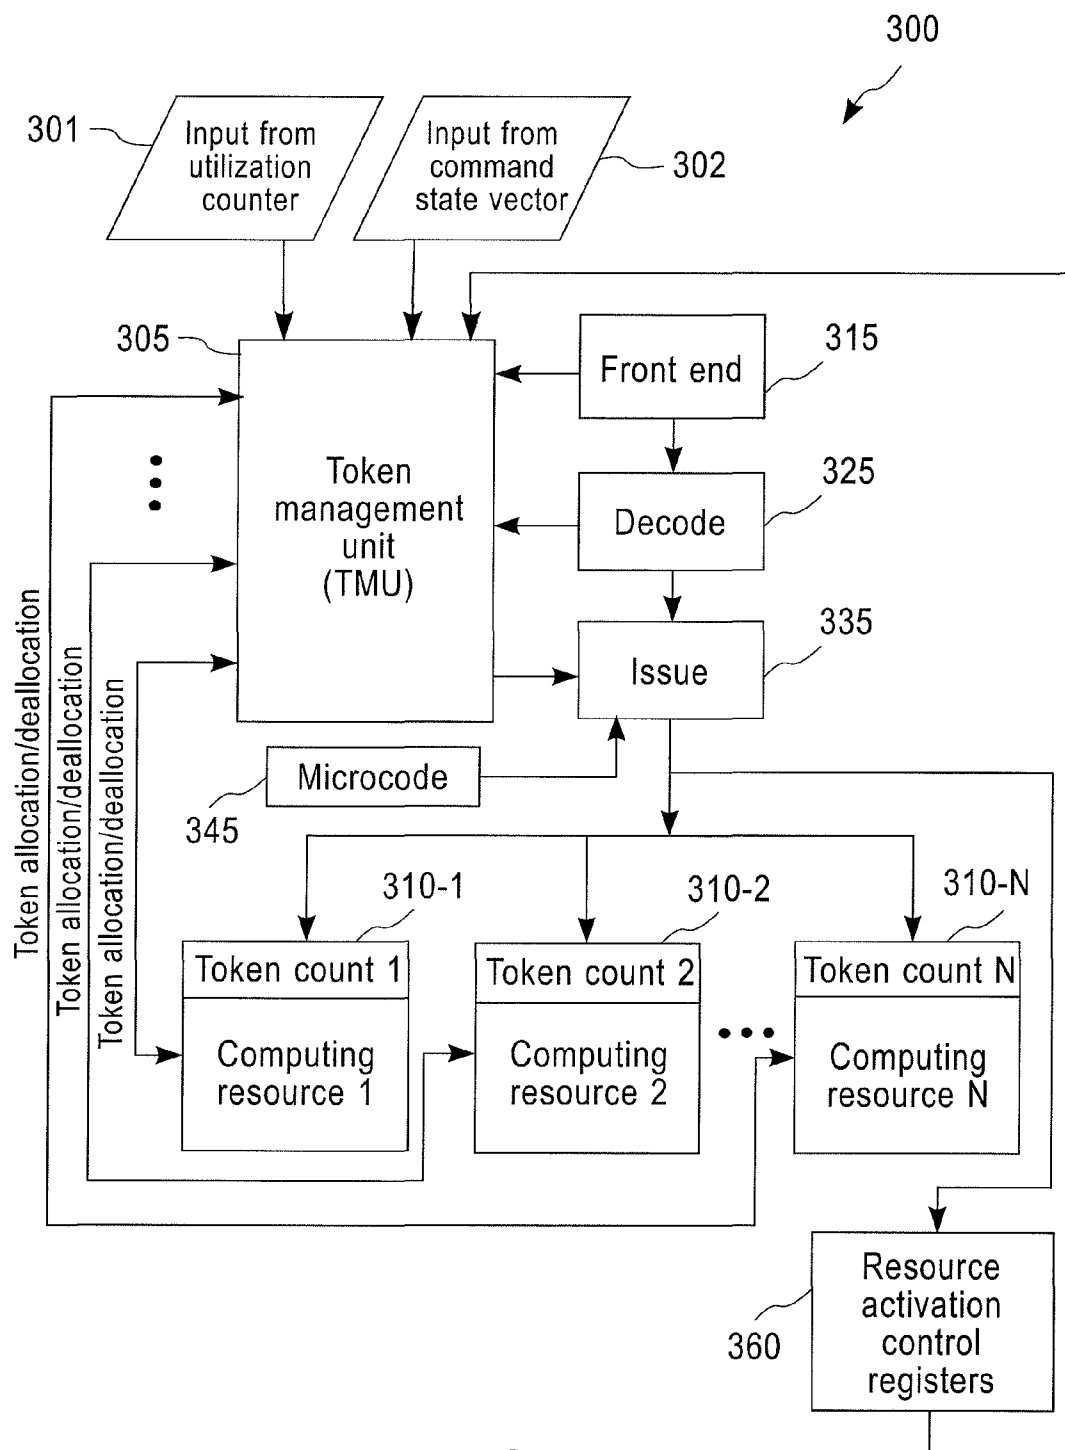 300
301
Input from
utilization
counter
Input from
command
state vector
302
305
Token
management
unit
(TMU)
Front end
315
Decode
325
Issue
335
Microcode
345
Token allocation/deallocation
Token allocation/deallocation
Token allocation/deallocation
310-1
Token count 1
Computing
resource 1
310-2
Token count 2
Computing
resource 2
310-N
Token count N
Computing
resource N
360
Resource
activation
control
registers